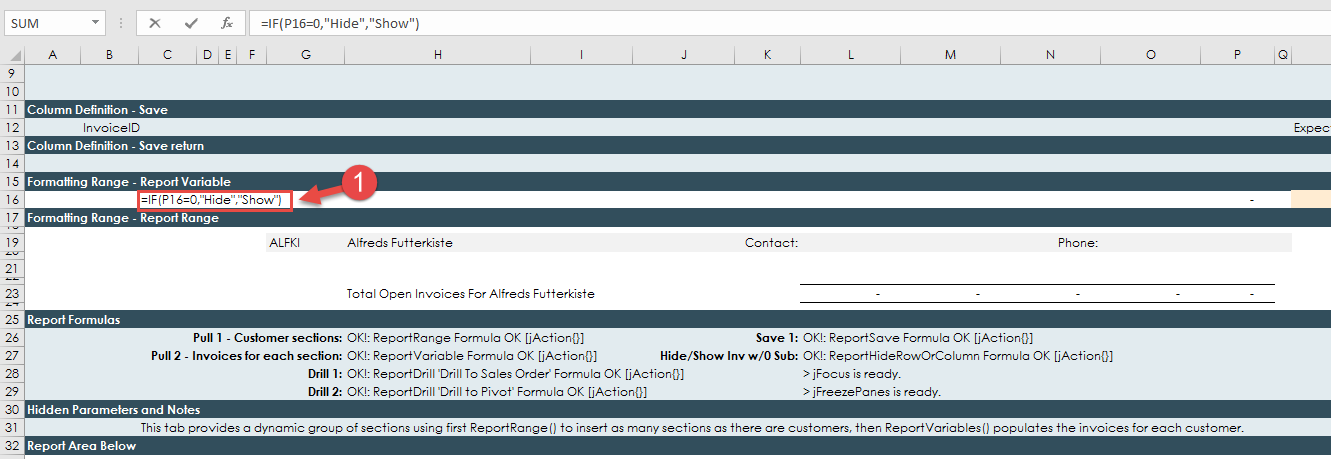 SUM =IF(P16=0,"Hide","Show")
A B C D E F G H I J K L M N O P Q
9
10
11 Column Definition - Save
12 InvoiceID Expect
13 Column Definition - Save return
14
15 Formatting Range - Report Variable
16 =IF(P16=0,"Hide","Show") 1 -
17 Formatting Range - Report Range
19 ALFKI Alfreds Futterkiste Contact: Phone:
21
23 Total Open Invoices For Alfreds Futterkiste - - - - -
25 Report Formulas
26 Pull 1 - Customer sections: OK!: ReportRange Formula OK [jAction{}] Save 1: OK!: ReportSave Formula OK [jAction{}]
27 Pull 2 - Invoices for each section: OK!: ReportVariable Formula OK [jAction{}] Hide/Show Inv w/0 Sub: OK!: ReportHideRowOrColumn Formula OK [jAction{}]
28 Drill 1: OK!: ReportDrill 'Drill To Sales Order' Formula OK [jAction{}] > jFocus is ready.
29 Drill 2: OK!: ReportDrill 'Drill to Pivot' Formula OK [jAction{}] > jFreezePanes is ready.
30 Hidden Parameters and Notes
31 This tab provides a dynamic group of sections using first ReportRange() to insert as many sections as there are customers, then ReportVariables() populates the invoices for each customer.
32 Report Area Below